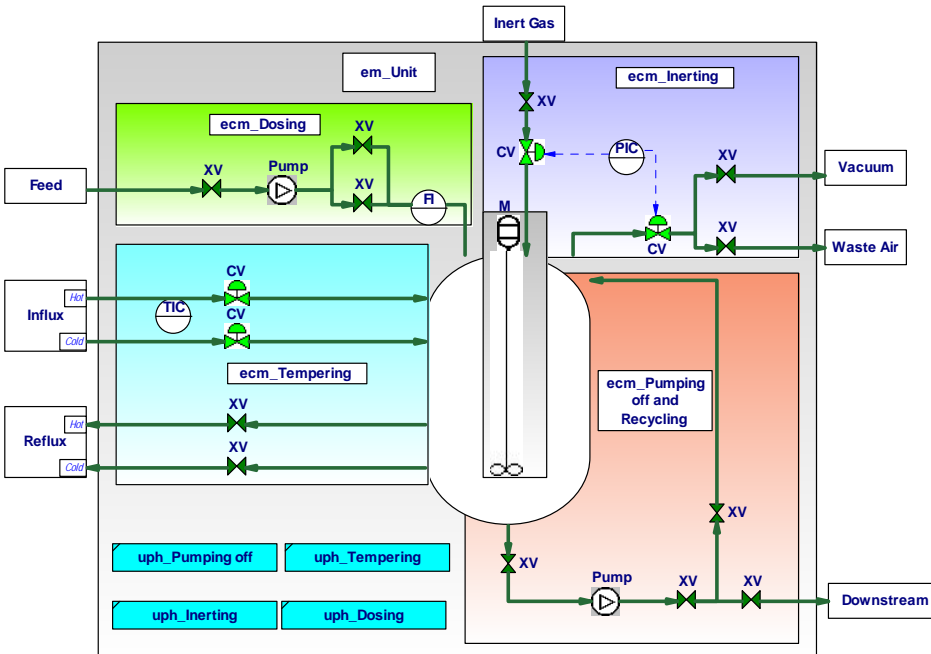 Inert Gas
em_Unit
ecm_Inerting
XV
ecm_Dosing
XV
CV
PIC
XV
Vacuum
Feed
XV
Pump
XV
FI
M
CV
XV
Waste Air
Influx
Hot
Cold
TIC
CV
CV
ecm_Tempering
ecm_Pumping
off and
Recycling
Reflux
Hot
Cold
XV
XV
XV
uph_Pumping off
uph_Tempering
uph_Inerting
uph_Dosing
XV
Pump
XV
XV
Downstream